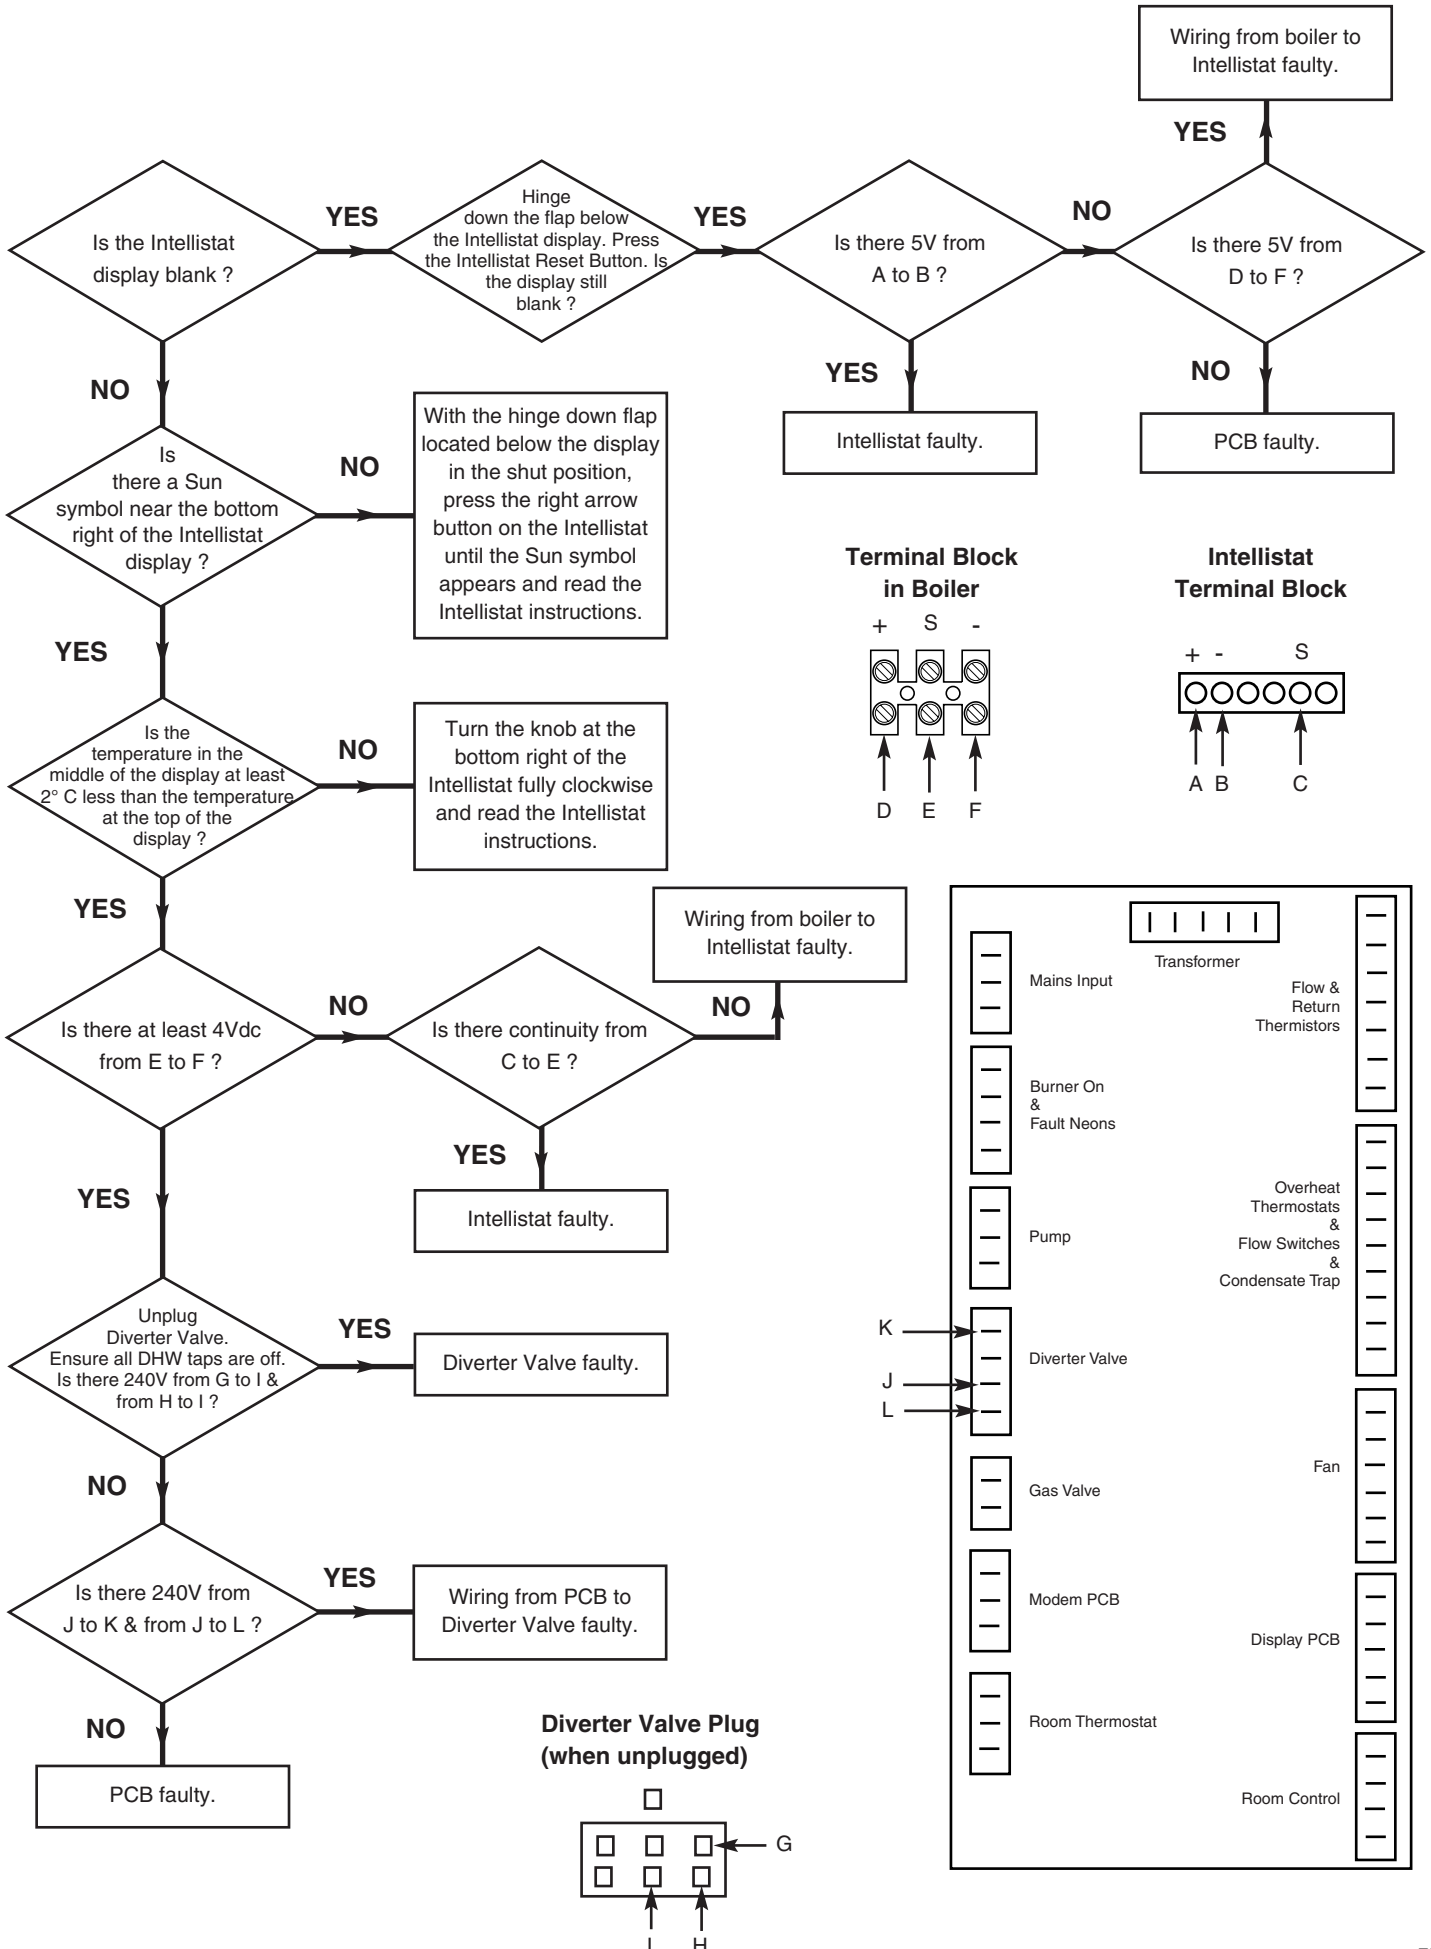 Wiring from boiler to
Intellistat faulty.
YES
Is the Intellistat
display blank ?
YES
Hinge
down the flap below
the Intellistat display. Press
the Intellistat Reset Button. Is
the display still
blank ?
YES
Is there 5V from
A to B ?
NO
Is there 5V from
D to F ?
NO
YES
NO
Intellistat faulty.
PCB faulty.
Is
there a Sun
symbol near the bottom
right of the Intellistat
display ?
NO
With the hinge down flap
located below the display
in the shut position,
press the right arrow
button on the Intellistat
until the Sun symbol
appears and read the
Intellistat instructions.
Terminal Block
in Boiler
+ S -
D E F
Intellistat
Terminal Block
+ - S
A B C
YES
Is the
temperature in the
middle of the display at least
2° C less than the temperature
at the top of the
display ?
NO
Turn the knob at the
bottom right of the
Intellistat fully clockwise
and read the Intellistat
instructions.
YES
Is there at least 4Vdc
from E to F ?
NO
Is there continuity from
C to E ?
NO
Wiring from boiler to
Intellistat faulty.
YES
Intellistat faulty.
YES
Unplug
Diverter Valve.
Ensure all DHW taps are off.
Is there 240V from G to I &
from H to I ?
YES
Diverter Valve faulty.
NO
Is there 240V from
J to K & from J to L ?
YES
Wiring from PCB to
Diverter Valve faulty.
NO
PCB faulty.
Diverter Valve Plug
(when unplugged)
G
I H
Transformer
Mains Input
Burner On
&
Fault Neons
Pump
K
J
L
Diverter Valve
Gas Valve
Modem PCB
Room Thermostat
Flow &
Return
Thermistors
Overheat
Thermostats
&
Flow Switches
&
Condensate Trap
Fan
Display PCB
Room Control